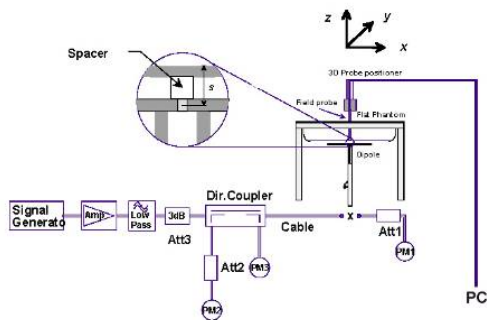 z
y
x
Spacer
s
3D Probe positioner
Field probe
Flat Phantom
Dipole
Signal
Generato
Amp
Low
Pass
3dB
Att3
Dir.Coupler
Cable
x
Att1
PM1
Att2
PM3
PM2
PC